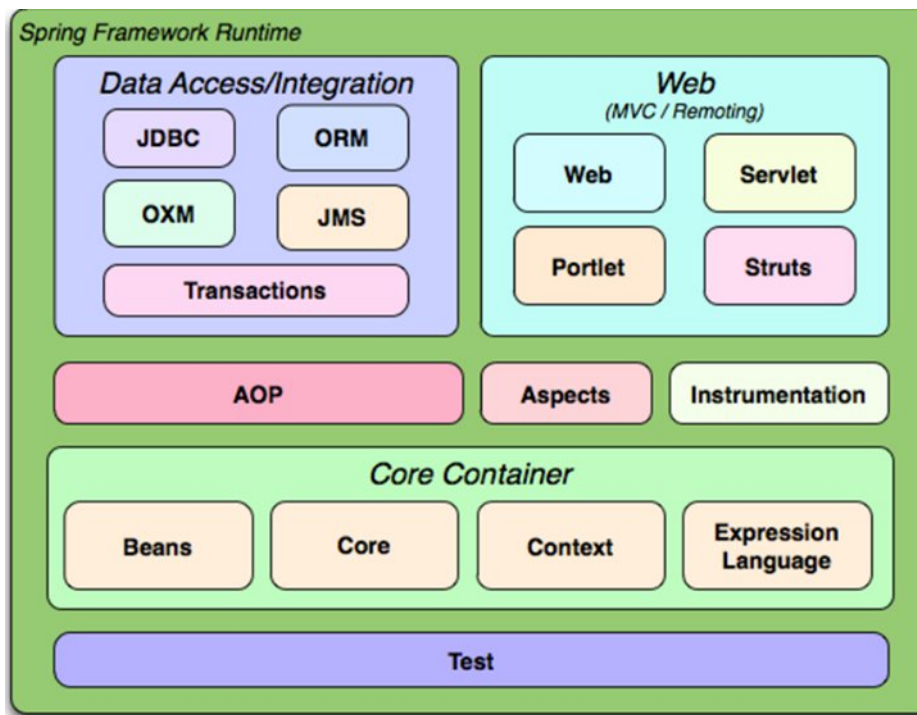 Spring Framework Runtime
Data Access/Integration
JDBC
ORM
OXM
JMS
Transactions
Web
(MVC / Remoting)
Web
Servlet
Portlet
Struts
AOP
Aspects
Instrumentation
Core Container
Beans
Core
Context
Expression
Language
Test